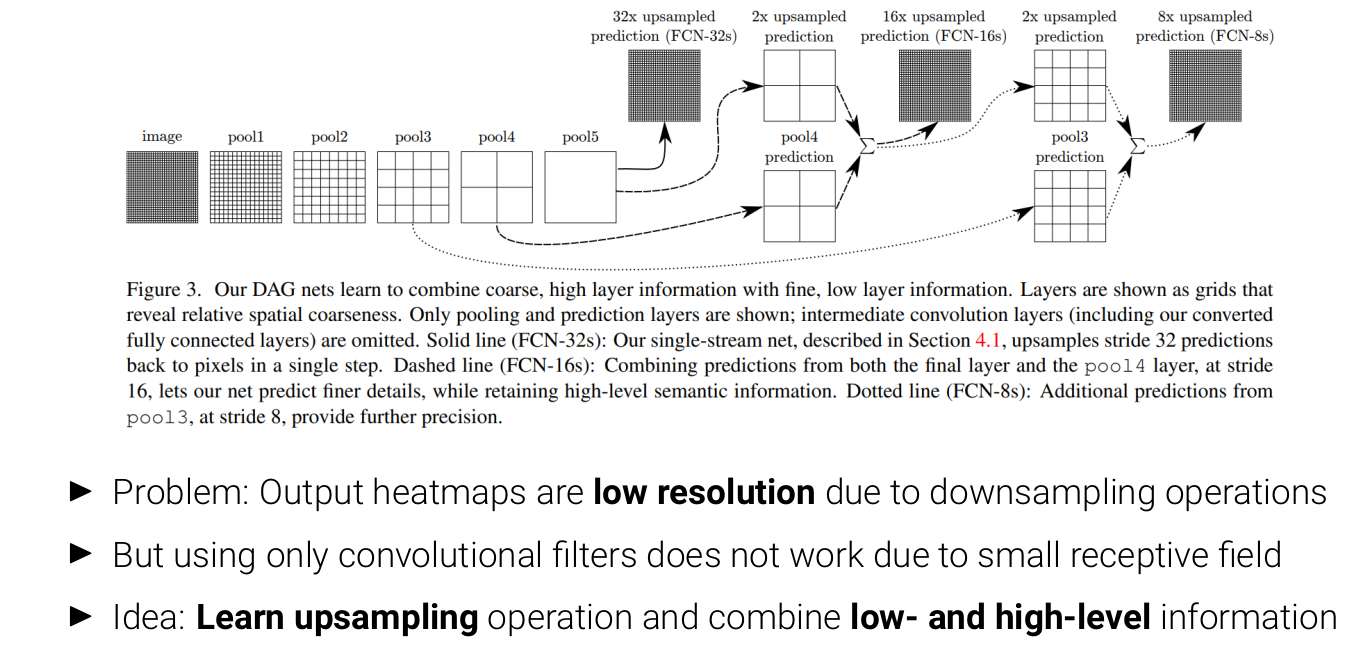 32x upsampled
prediction (FCN-32s)
2x upsampled
prediction
16x upsampled
prediction (FCN-16s)
2x upsampled
prediction
8x upsampled
prediction (FCN-8s)
image
pool1
pool2
pool3
pool4
pool5
pool4
prediction
Σ
pool3
prediction
Σ
Figure 3. Our DAG nets learn to combine coarse, high layer information with fine, low layer information. Layers are shown as grids that
reveal relative spatial coarseness. Only pooling and prediction layers are shown; intermediate convolution layers (including our converted
fully connected layers) are omitted. Solid line (FCN-32s): Our single-stream net, described in Section 4.1, upsamples stride 32 predictions
back to pixels in a single step. Dashed line (FCN-16s): Combining predictions from both the final layer and the pool4 layer, at stride
16, lets our net predict finer details, while retaining high-level semantic information. Dotted line (FCN-8s): Additional predictions from
pool3, at stride 8, provide further precision.
► Problem: Output heatmaps are low resolution due to downsampling operations
► But using only convolutional filters does not work due to small receptive field
► Idea: Learn upsampling operation and combine low- and high-level information